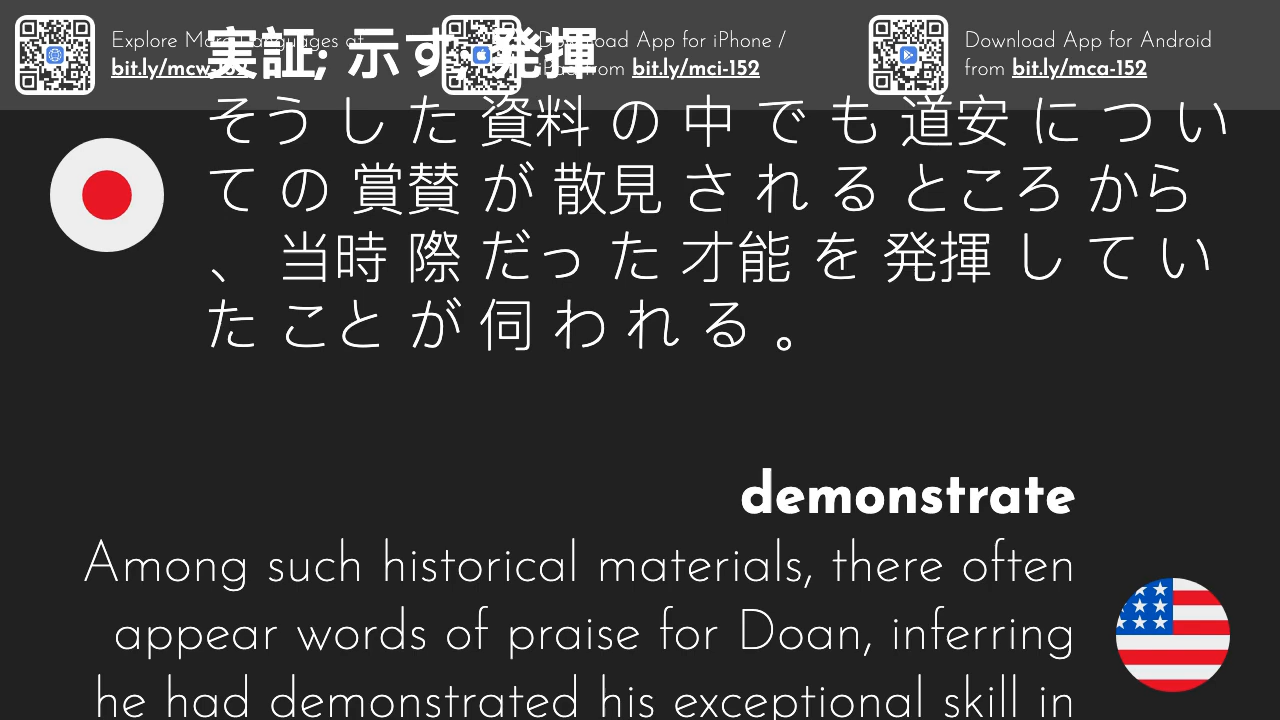 Explore More Languages at
bit.ly/mcw-152
Download App for iPhone /
iPad from bit.ly/mci-152
Download App for Android
from bit.ly/mca-152
実証; 示す; 発揮
そうした資料の中でも道安につい
ての賞賛が散見されるところから
、当時際だった才能を発揮してい
たことが伺われる。
demonstrate
Among such historical materials, there often
appear words of praise for Doan, inferring
he had demonstrated his exceptional skill in